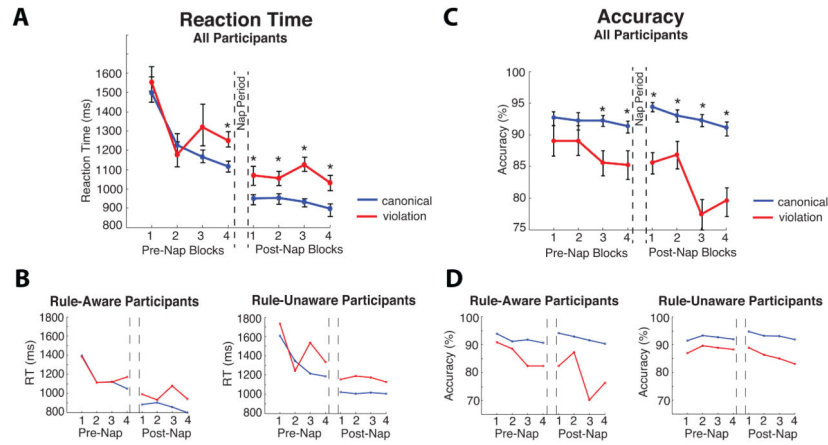 A
Reaction Time
All Participants
Reaction Time (ms)
1600
1500
1400
1300
1200
1100
1000
900
800
*
* * * *
Nap Period
1 2 3 4
1 2 3 4
Pre-Nap Blocks
Post-Nap Blocks
canonical
violation
C
Accuracy
All Participants
Accuracy (%)
100
95
90
85
80
75
* *
* * * *
Nap Period
1 2 3 4
1 2 3 4
Pre-Nap Blocks
Post-Nap Blocks
canonical
violation
B
Rule-Aware Participants
RT (ms)
1800
1600
1400
1200
1000
800
1 2 3 4
1 2 3 4
Pre-Nap
Post-Nap
Rule-Unaware Participants
RT (ms)
1800
1600
1400
1200
1000
800
1 2 3 4
1 2 3 4
Pre-Nap
Post-Nap
D
Rule-Aware Participants
Accuracy (%)
100
90
80
70
1 2 3 4
1 2 3 4
Pre-Nap
Post-Nap
Rule-Unaware Participants
Accuracy (%)
100
90
80
70
1 2 3 4
1 2 3 4
Pre-Nap
Post-Nap